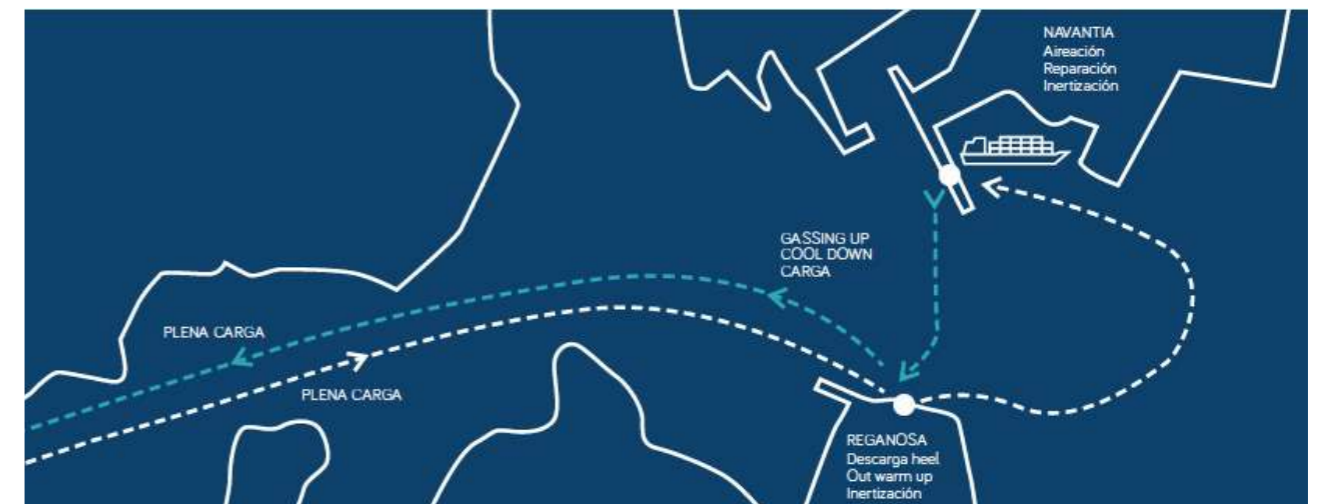 NAVANTIA
Aireación
Reparación
Inertización
GASSING UP
COOL DOWN
CARGA
PLENA CARGA
PLENA CARGA
REGANOSA
Descarga heel
Out warm up
Inertización